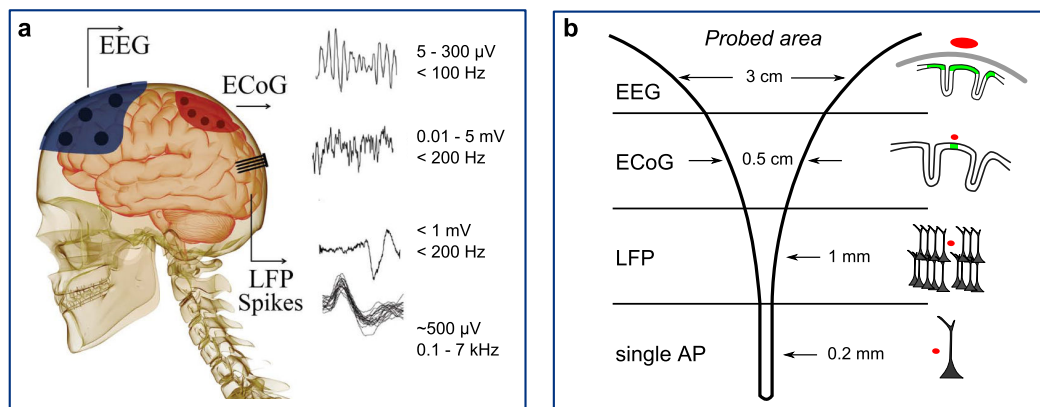 a
EEG
ECoG
LFP
Spikes
5 - 300 µV
< 100 Hz
0.01 - 5 mV
< 200 Hz
< 1 mV
< 200 Hz
~500 µV
0.1 - 7 kHz
b
Probed area
EEG
3 cm
ECoG
0.5 cm
LFP
1 mm
single AP
0.2 mm